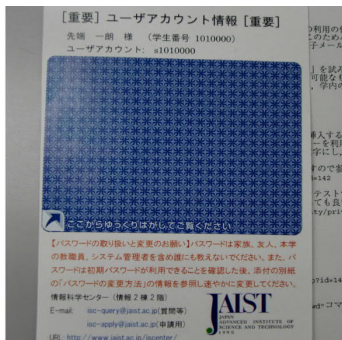 [重要] ユーザアカウント情報 [重要]
先端 一朗 様 (学生番号 1010000)
ユーザアカウント: s1010000
ここからゆっくりはがしてご覧ください。
【パスワードの取り扱いと変更のお願い】パスワードは家族、友人、本学
の教職員、システム管理者を含め誰にも教えないでください。また、パ
スワードは初期パスワードが利用できることを確認した後、添付の別紙
の「パスワードの変更方法」の情報を参照し速やかに変更してください。
情報科学センター (情報2棟2階)
E-mail: isc-query@jaist.ac.jp(質問等)
isc-app@jaist.ac.jp(申請用)
URL http://www.jaist.ac.jp/iscenter/
JAIST
JAPAN
ADVANCED INSTITUTE OF
SCIENCE AND TECHNOLOGY
1990